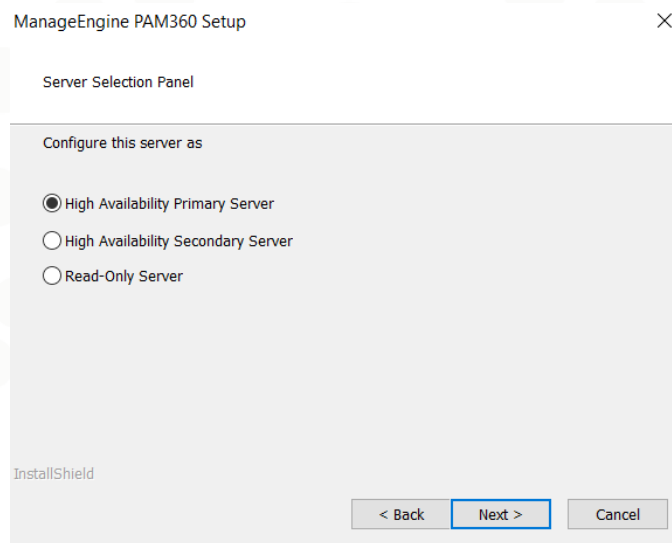 ManageEngine PAM360 Setup
Server Selection Panel
Configure this server as
High Availability Primary Server
High Availability Secondary Server
Read-Only Server
InstallShield
< Back Next > Cancel